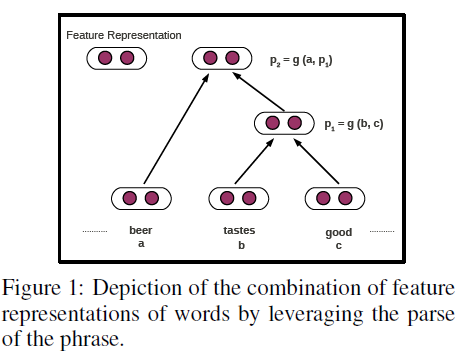 Feature Representation
p₂ = g (a, p₁)
p₁ = g (b, c)
beer tastes good
a b c
Figure 1: Depiction of the combination of feature
representations of words by leveraging the parse
of the phrase.